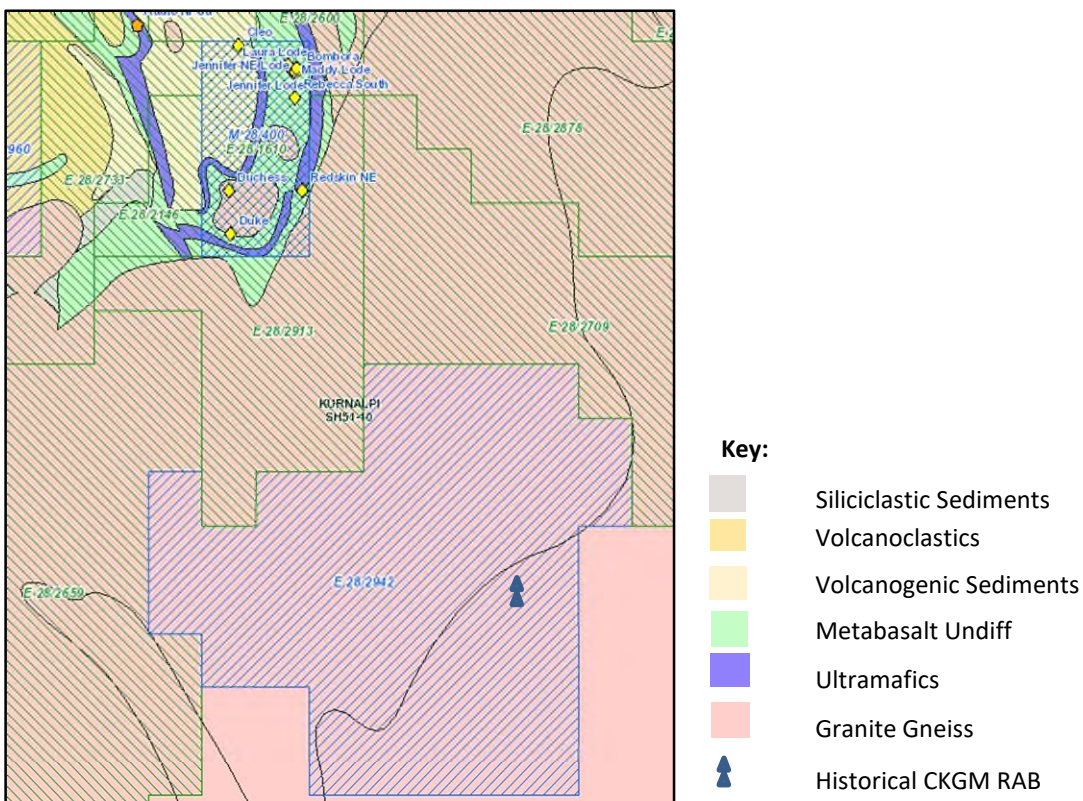 E 28/2600
Cleo
Laura Lode
Bombora
Jennifer NE Lode
Maddy Lode
Jennifer Lode
Rebecca South
E 28/2878
M 28/400
E 28/1610
960
E 28/2733
Duchess
Redskin NE
E 28/2146
Duke
E 28/2913
E 28/2709
KURNALPI
SH51-10
E 28/2942
E 28/2659
Key:
Siliciclastic Sediments
Volcanoclastics
Volcanogenic Sediments
Metabasalt Undiff
Ultramafics
Granite Gneiss
Historical CKGM RAB